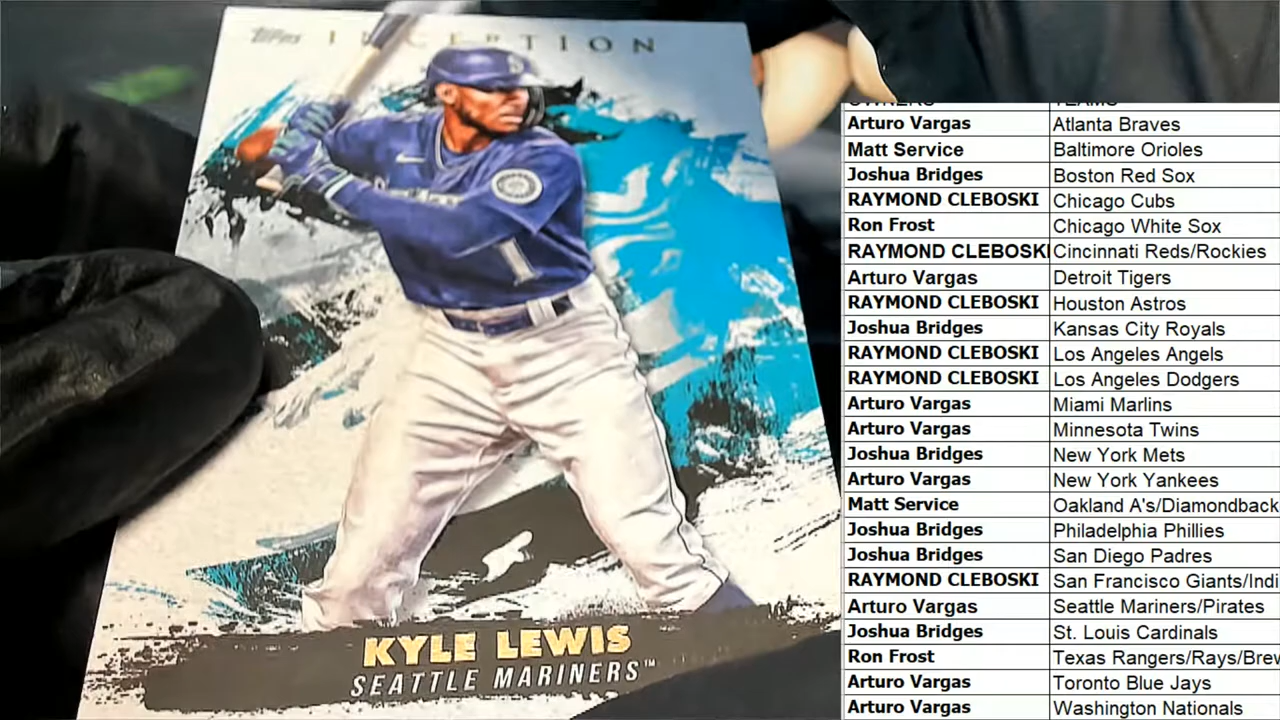 Topps INCEPTION
1
KYLE LEWIS
SEATTLE MARINERS™
OWNERS TEAMS
Arturo Vargas Atlanta Braves
Matt Service Baltimore Orioles
Joshua Bridges Boston Red Sox
RAYMOND CLEBOSKI Chicago Cubs
Ron Frost Chicago White Sox
RAYMOND CLEBOSKI Cincinnati Reds/Rockies
Arturo Vargas Detroit Tigers
RAYMOND CLEBOSKI Houston Astros
Joshua Bridges Kansas City Royals
RAYMOND CLEBOSKI Los Angeles Angels
RAYMOND CLEBOSKI Los Angeles Dodgers
Arturo Vargas Miami Marlins
Arturo Vargas Minnesota Twins
Joshua Bridges New York Mets
Arturo Vargas New York Yankees
Matt Service Oakland A's/Diamondback
Joshua Bridges Philadelphia Phillies
Joshua Bridges San Diego Padres
RAYMOND CLEBOSKI San Francisco Giants/Indi
Arturo Vargas Seattle Mariners/Pirates
Joshua Bridges St. Louis Cardinals
Ron Frost Texas Rangers/Rays/Brew
Arturo Vargas Toronto Blue Jays
Arturo Vargas Washington Nationals